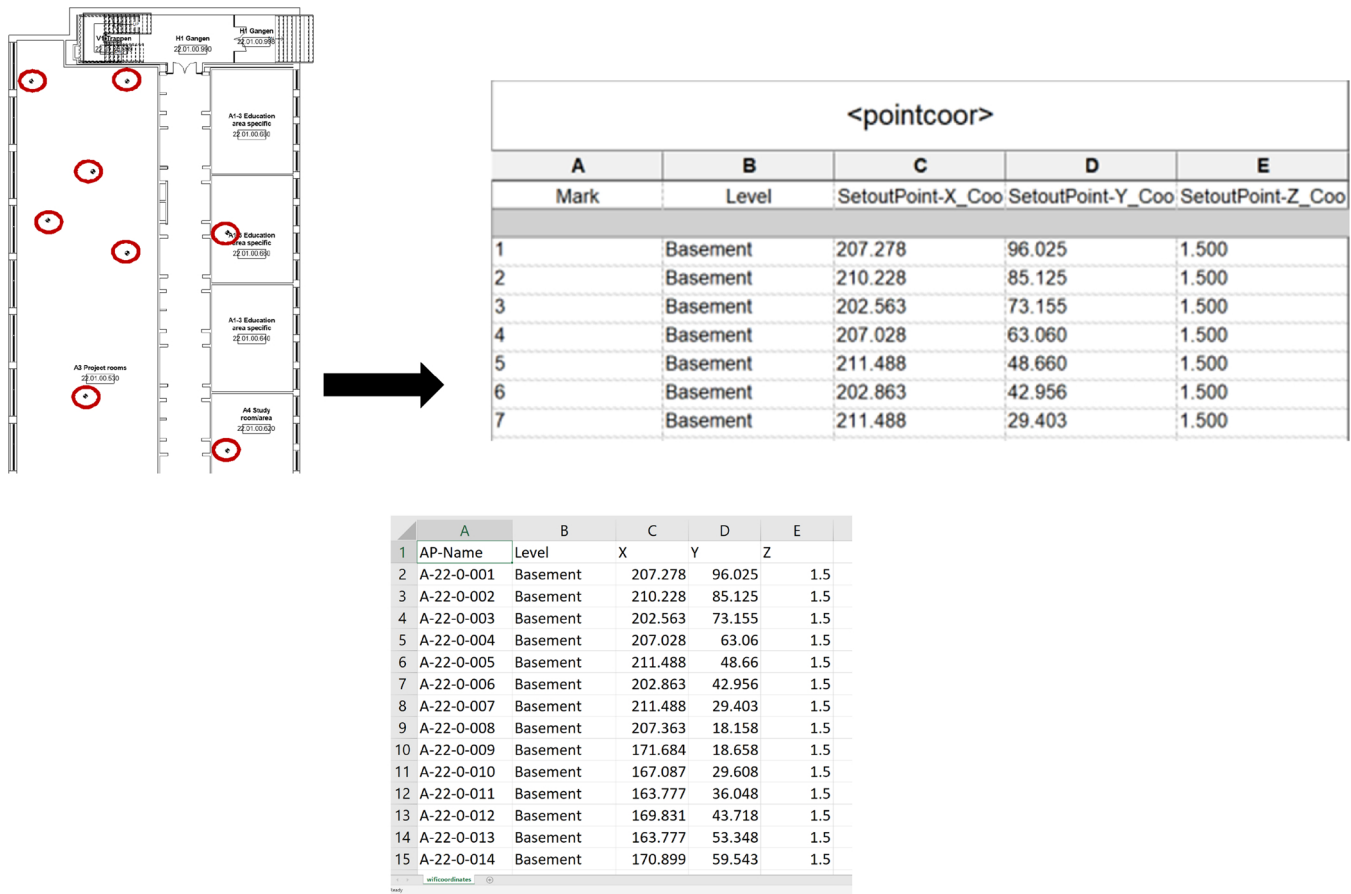 V1 Trappen
H1 Gangen
22.01.00.990
H1 Gangen
22.01.00.998
A1-3 Education
area specific
Education
area specific
22.01.00.660
A1-3 Education
area specific
22.01.00.640
A3 Project rooms
22.01.00.530
A4 Study
room/area
22.01.00.620
<pointcoor>
A B C D E
Mark Level SetoutPoint-X_Coo SetoutPoint-Y_Coo SetoutPoint-Z_Coo
1 Basement 207.278 96.025 1.500
2 Basement 210.228 85.125 1.500
3 Basement 202.563 73.155 1.500
4 Basement 207.028 63.060 1.500
5 Basement 211.488 48.660 1.500
6 Basement 202.863 42.956 1.500
7 Basement 211.488 29.403 1.500
A B C D E
1 AP-Name Level X Y Z
2 A-22-0-001 Basement 207.278 96.025 1.5
3 A-22-0-002 Basement 210.228 85.125 1.5
4 A-22-0-003 Basement 202.563 73.155 1.5
5 A-22-0-004 Basement 207.028 63.06 1.5
6 A-22-0-005 Basement 211.488 48.66 1.5
7 A-22-0-006 Basement 202.863 42.956 1.5
8 A-22-0-007 Basement 211.488 29.403 1.5
9 A-22-0-008 Basement 207.363 18.158 1.5
10 A-22-0-009 Basement 171.684 18.658 1.5
11 A-22-0-010 Basement 167.087 29.608 1.5
12 A-22-0-011 Basement 163.777 36.048 1.5
13 A-22-0-012 Basement 169.831 43.718 1.5
14 A-22-0-013 Basement 163.777 53.348 1.5
15 A-22-0-014 Basement 170.899 59.543 1.5
wificoordinates